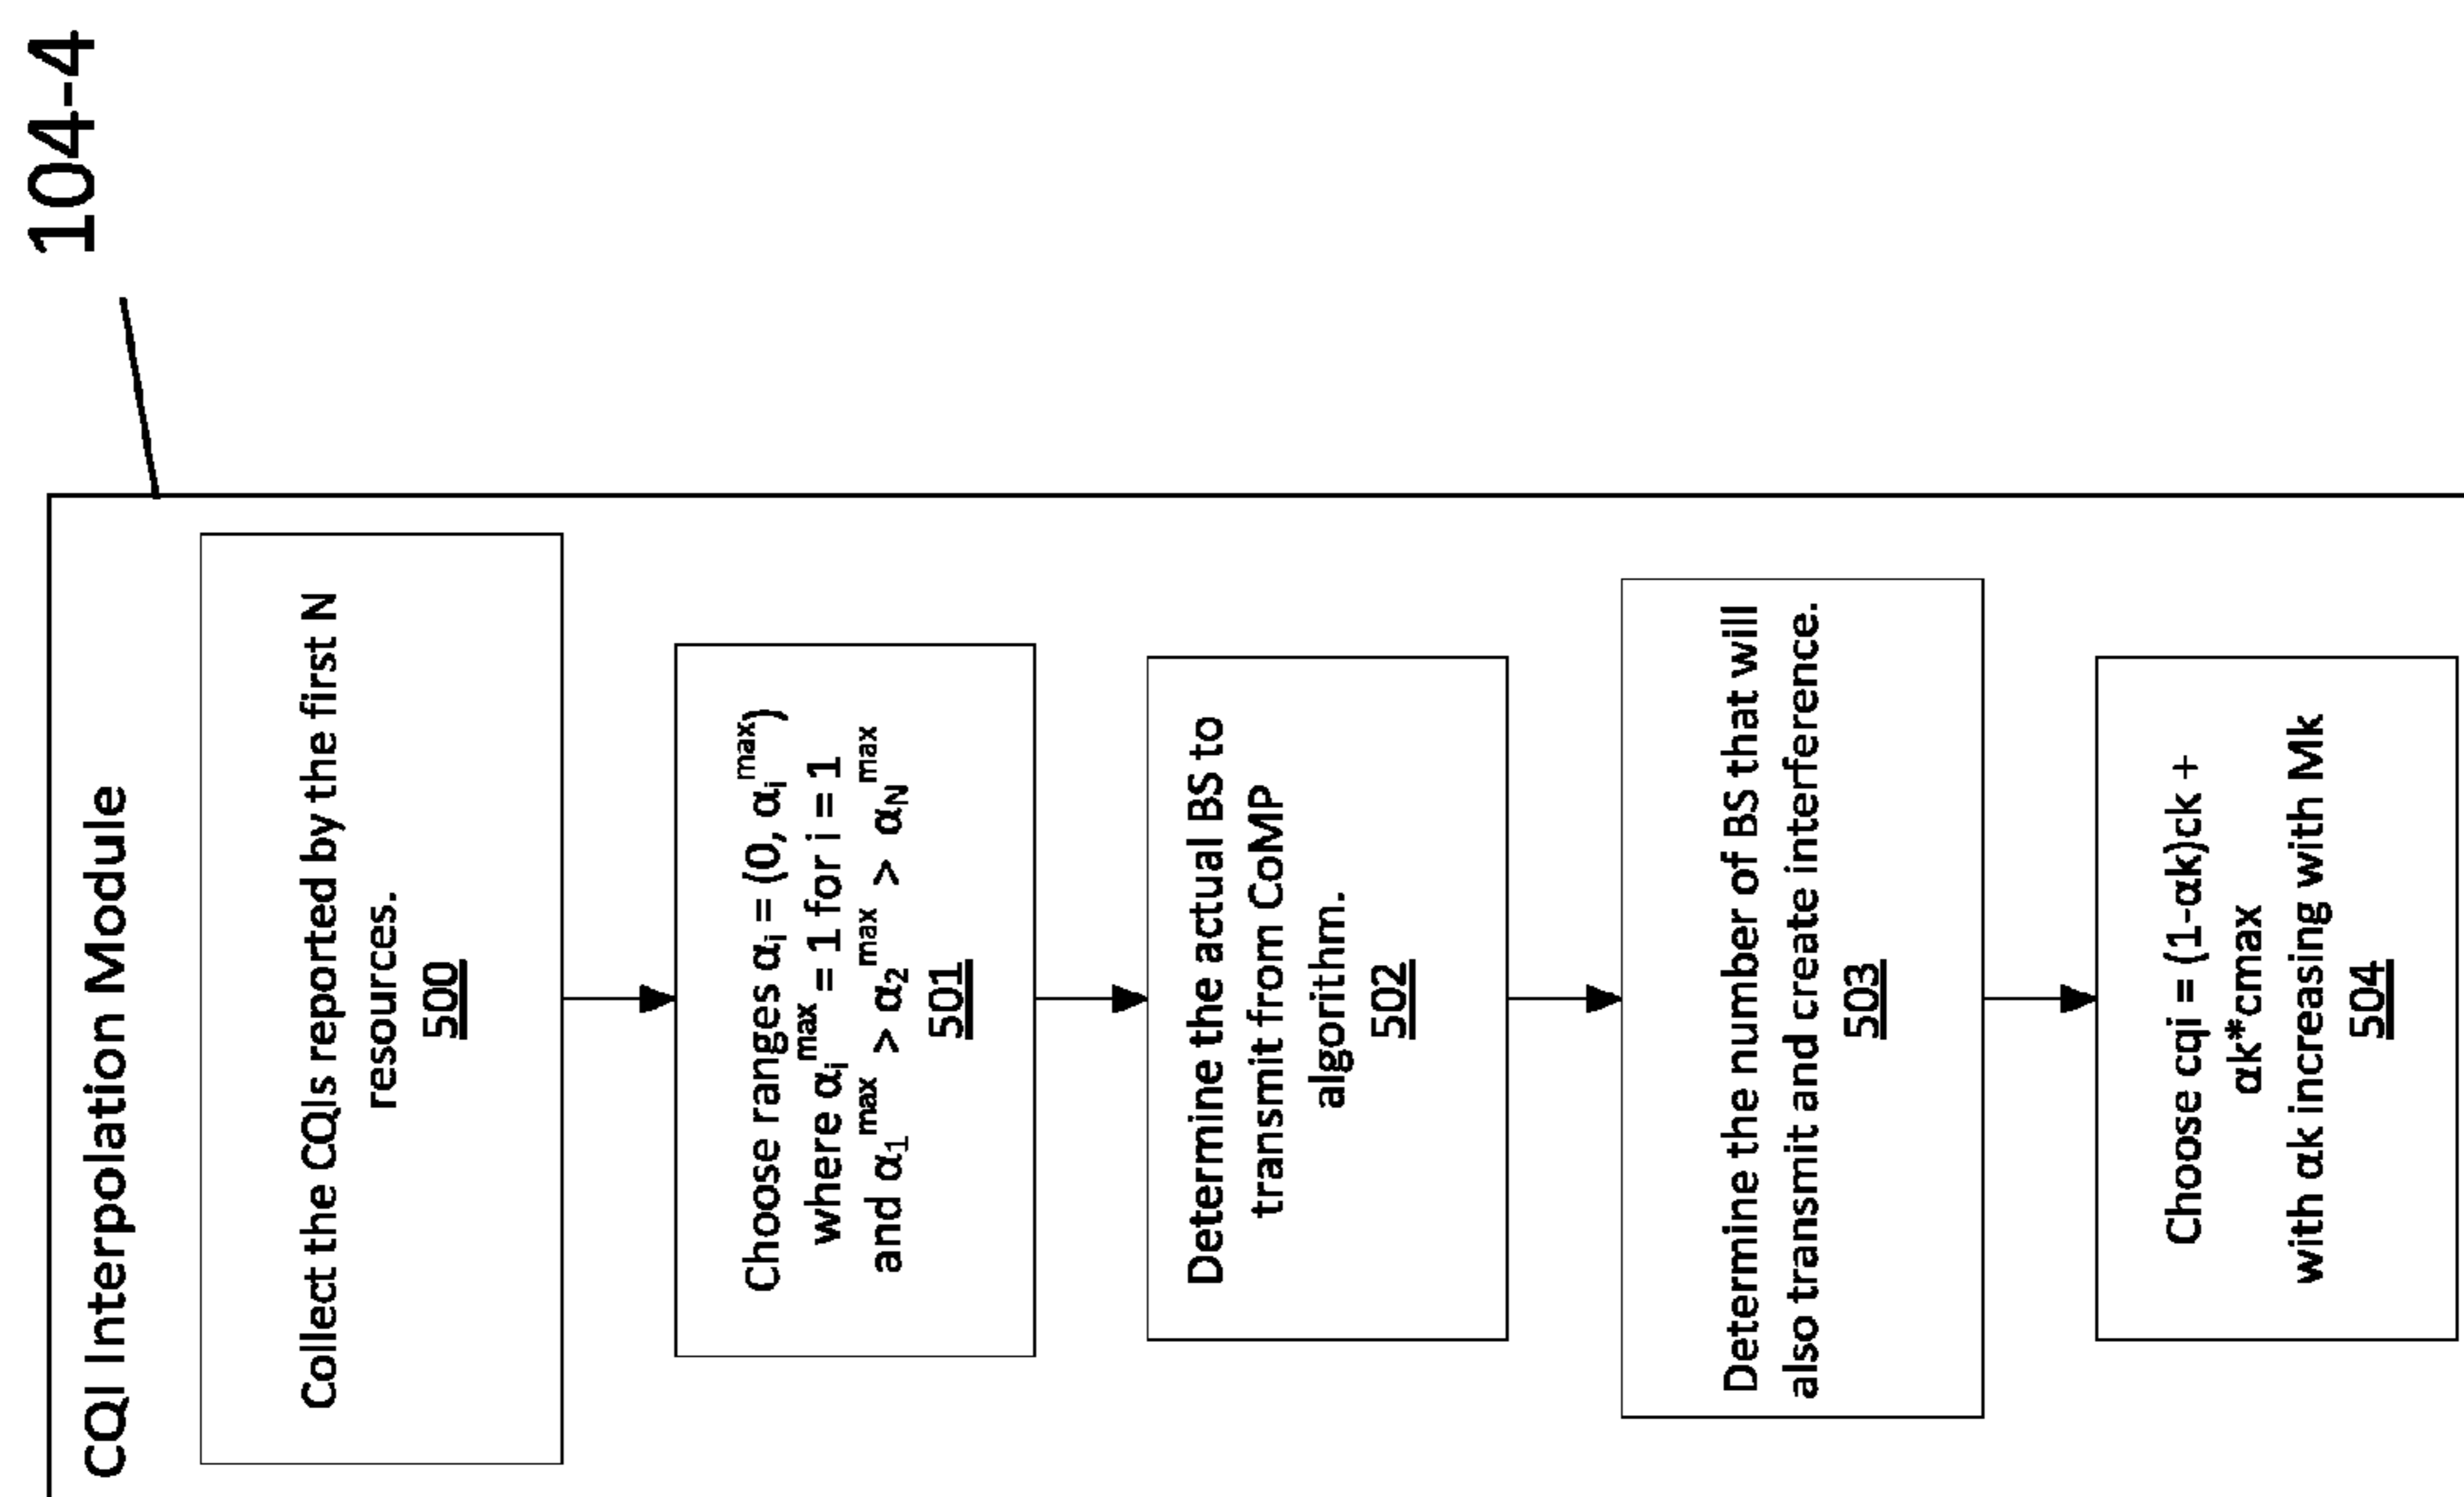 104-4
CQI Interpolation Module
Collect the CQIs reported by the first N
resources.
500
Choose ranges αᵢ = (0, αᵢᵐᵃˣ)
where αᵢᵐᵃˣ = 1 for i = 1
and α₁ᵐᵃˣ > α₂ᵐᵃˣ > α_Nᵐᵃˣ
501
Determine the actual BS to
transmit from CoMP
algorithm.
502
Determine the number of BS that will
also transmit and create interference.
503
Choose cqi = (1-αk)ck +
αk*cmax
with αk increasing with Mk
504